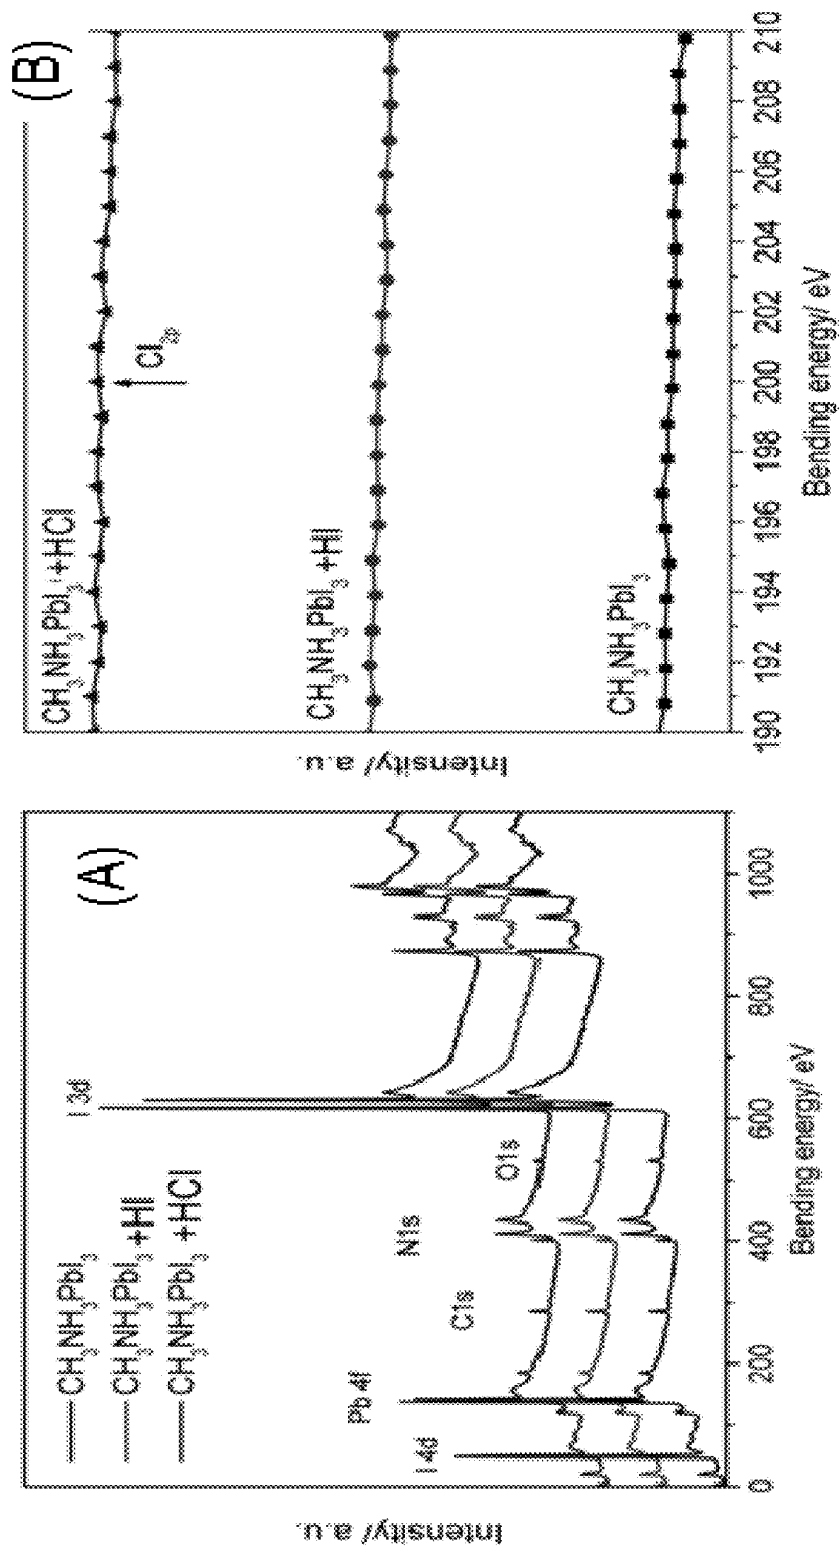 (A)
CH3NH3PbI3
CH3NH3PbI3+HI
CH3NH3PbI3+HCl
I 4d
Pb 4f
C1s
N1s
O1s
I 3d
Intensity/ a.u.
0 200 400 600 800 1000
Bending energy/ eV
(B)
CH3NH3PbI3+HCl
Cl2p
CH3NH3PbI3+HI
CH3NH3PbI3
Intensity/ a.u.
190 192 194 196 198 200 202 204 206 208 210
Bending energy/ eV